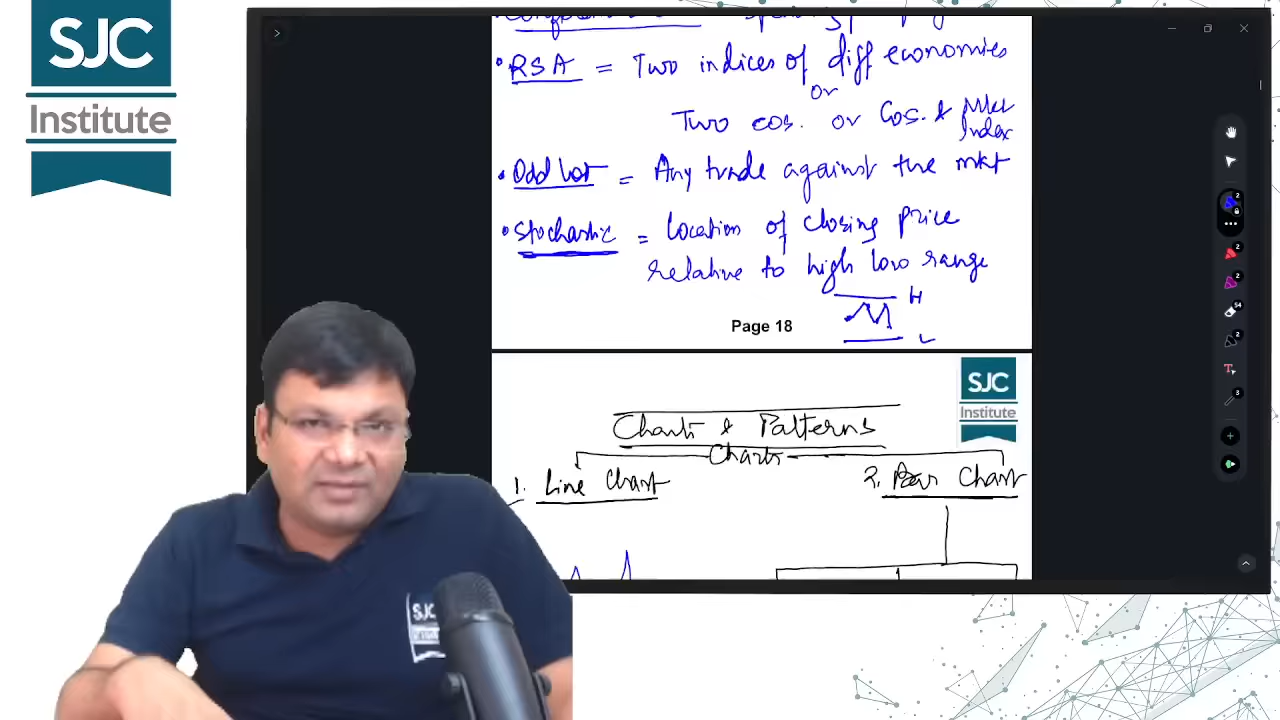 SJC
Institute
• RSA = Two indices of diff economies
or
Two cos. or Cos. & Mkt
Index
• Odd lot = Any trade against the mkt
• Stochastic = location of closing price
relative to high low range
H
L
Page 18
SJC
Institute
Charts & Patterns
Charts
1. Line Chart
2. Bar Chart
SJC